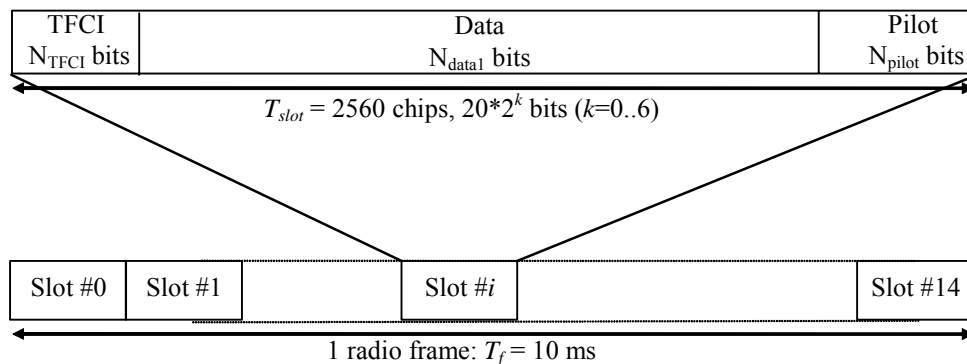 TFCI
N_TFCI bits
Data
N_data1 bits
Pilot
N_pilot bits
T_slot = 2560 chips, 20*2^k bits (k=0..6)
Slot #0
Slot #1
Slot #i
Slot #14
1 radio frame: T_f = 10 ms